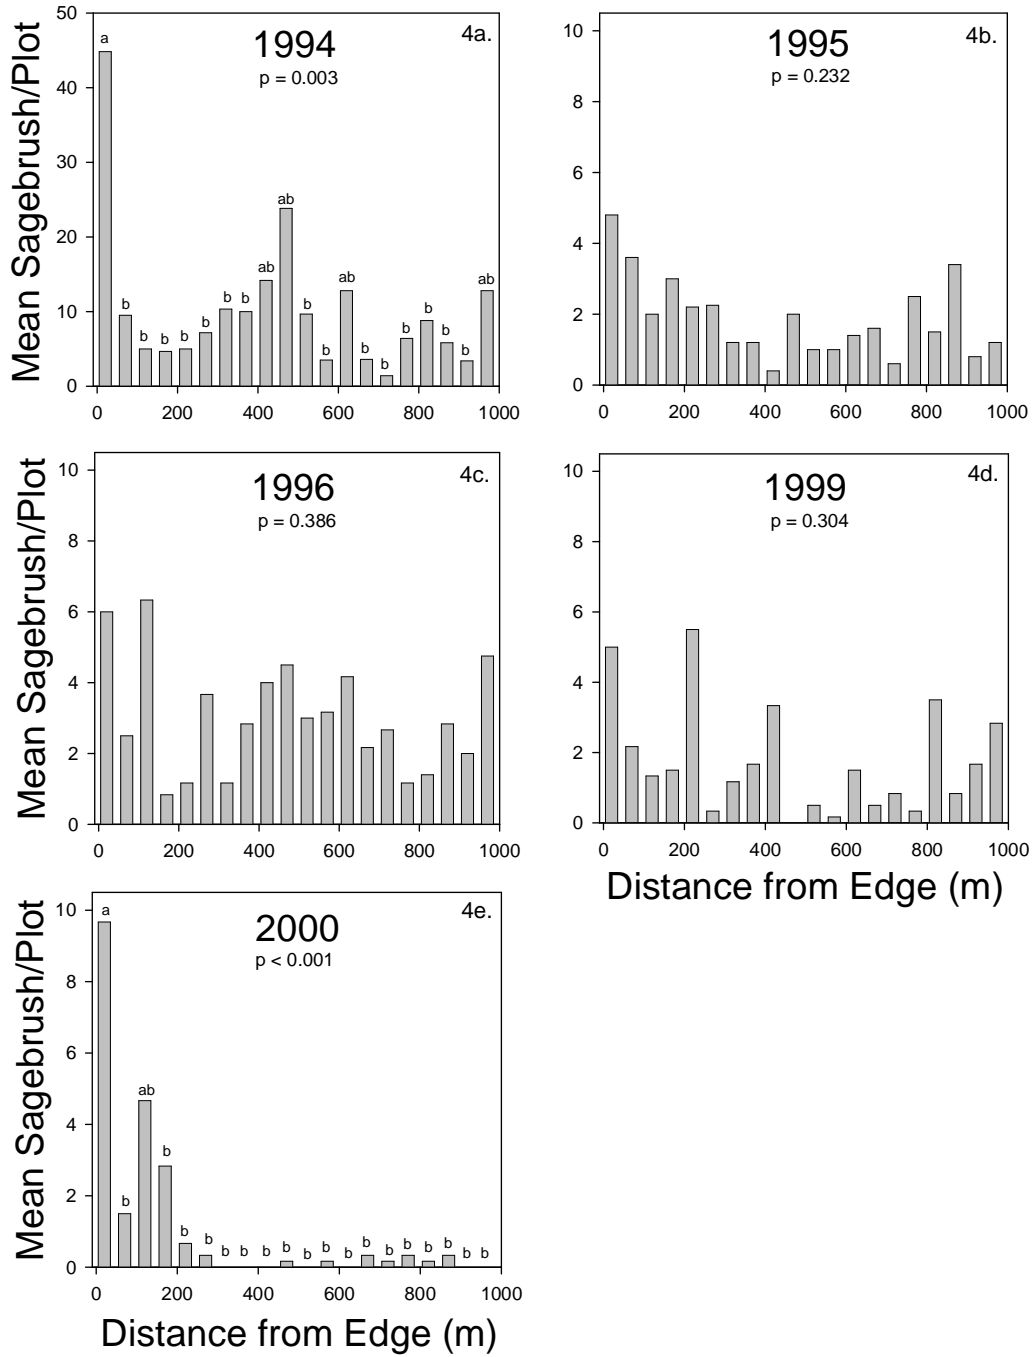 4a.
1994
p = 0.003
Mean Sagebrush/Plot
50
40
30
20
10
0
a b b b b b b b ab ab b b ab b b b b b b ab
0 200 400 600 800 1000
4b.
1995
p = 0.232
10
8
6
4
2
0
0 200 400 600 800 1000
4c.
1996
p = 0.386
Mean Sagebrush/Plot
10
8
6
4
2
0
0 200 400 600 800 1000
4d.
1999
p = 0.304
10
8
6
4
2
0
0 200 400 600 800 1000
Distance from Edge (m)
4e.
2000
p < 0.001
Mean Sagebrush/Plot
10
8
6
4
2
0
a b ab b b b b b b b b b b b b b b b b b
0 200 400 600 800 1000
Distance from Edge (m)